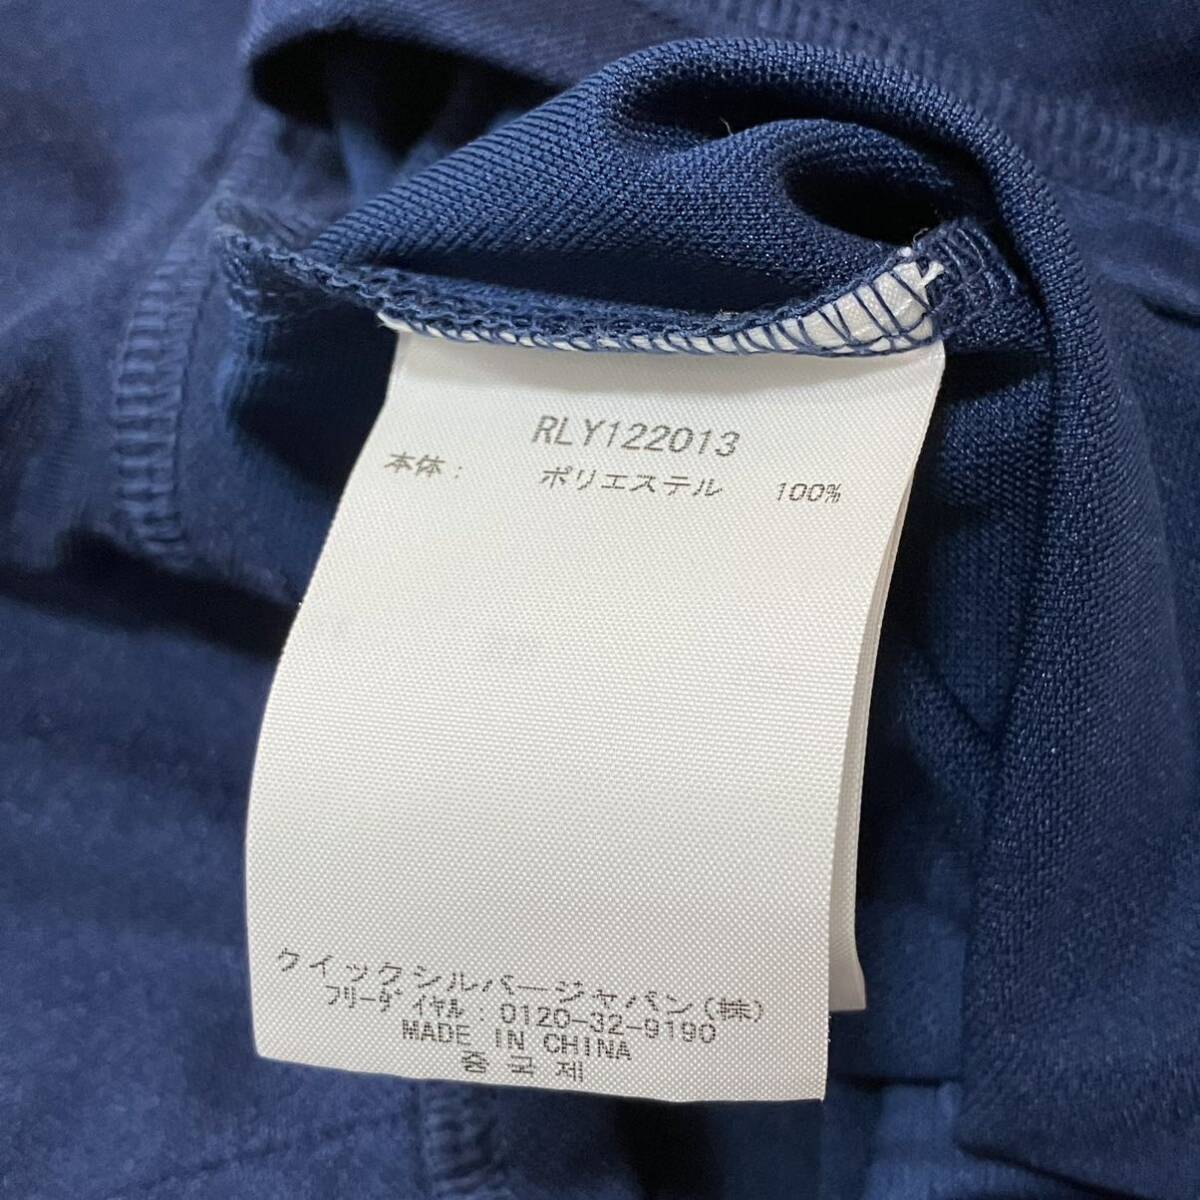 RLY122013
本体： ポリエステル 100%
クイックシルバージャパン(株)
フリーダイヤル：0120-32-9190
MADE IN CHINA
중국제